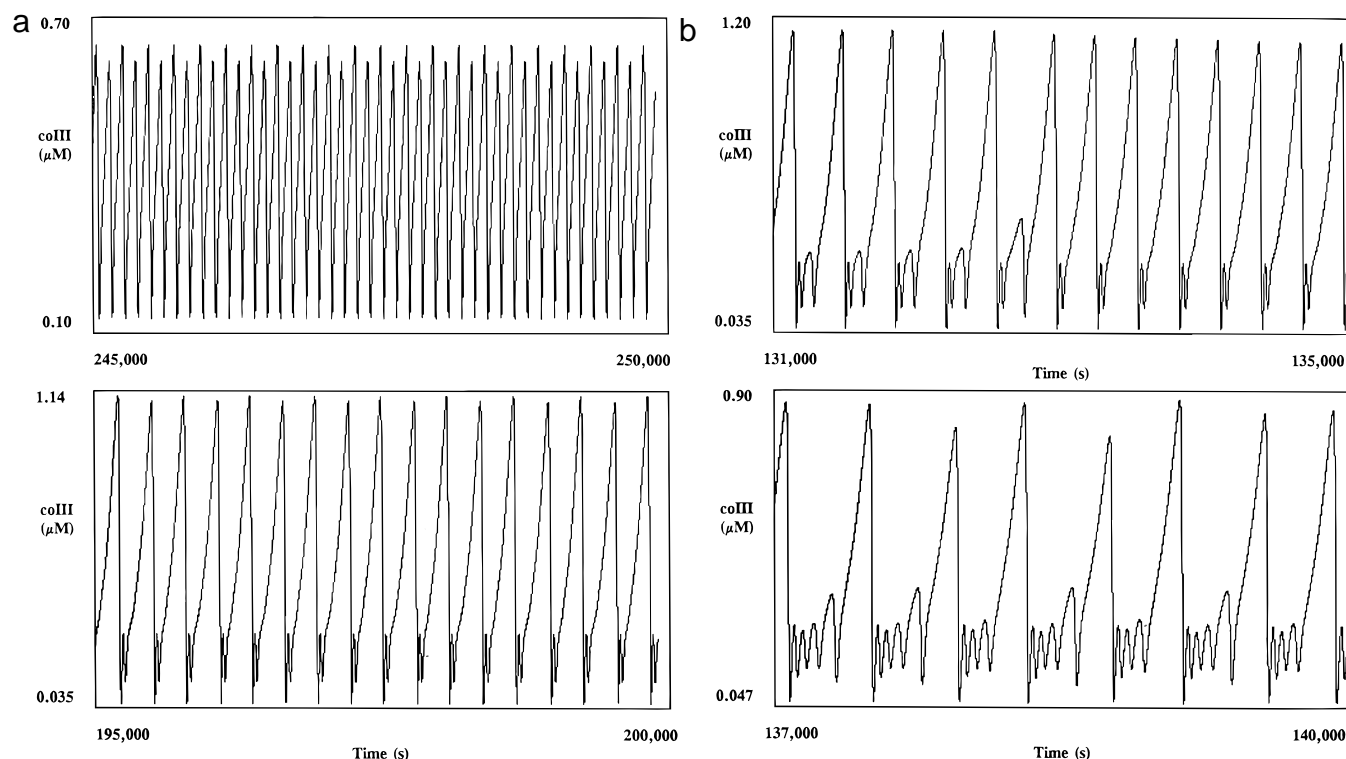 a
0.70
coIII
(μM)
0.10
245,000
250,000
1.14
coIII
(μM)
0.035
195,000
200,000
Time (s)
b
1.20
coIII
(μM)
0.035
131,000
135,000
Time (s)
0.90
coIII
(μM)
0.047
137,000
140,000
Time (s)